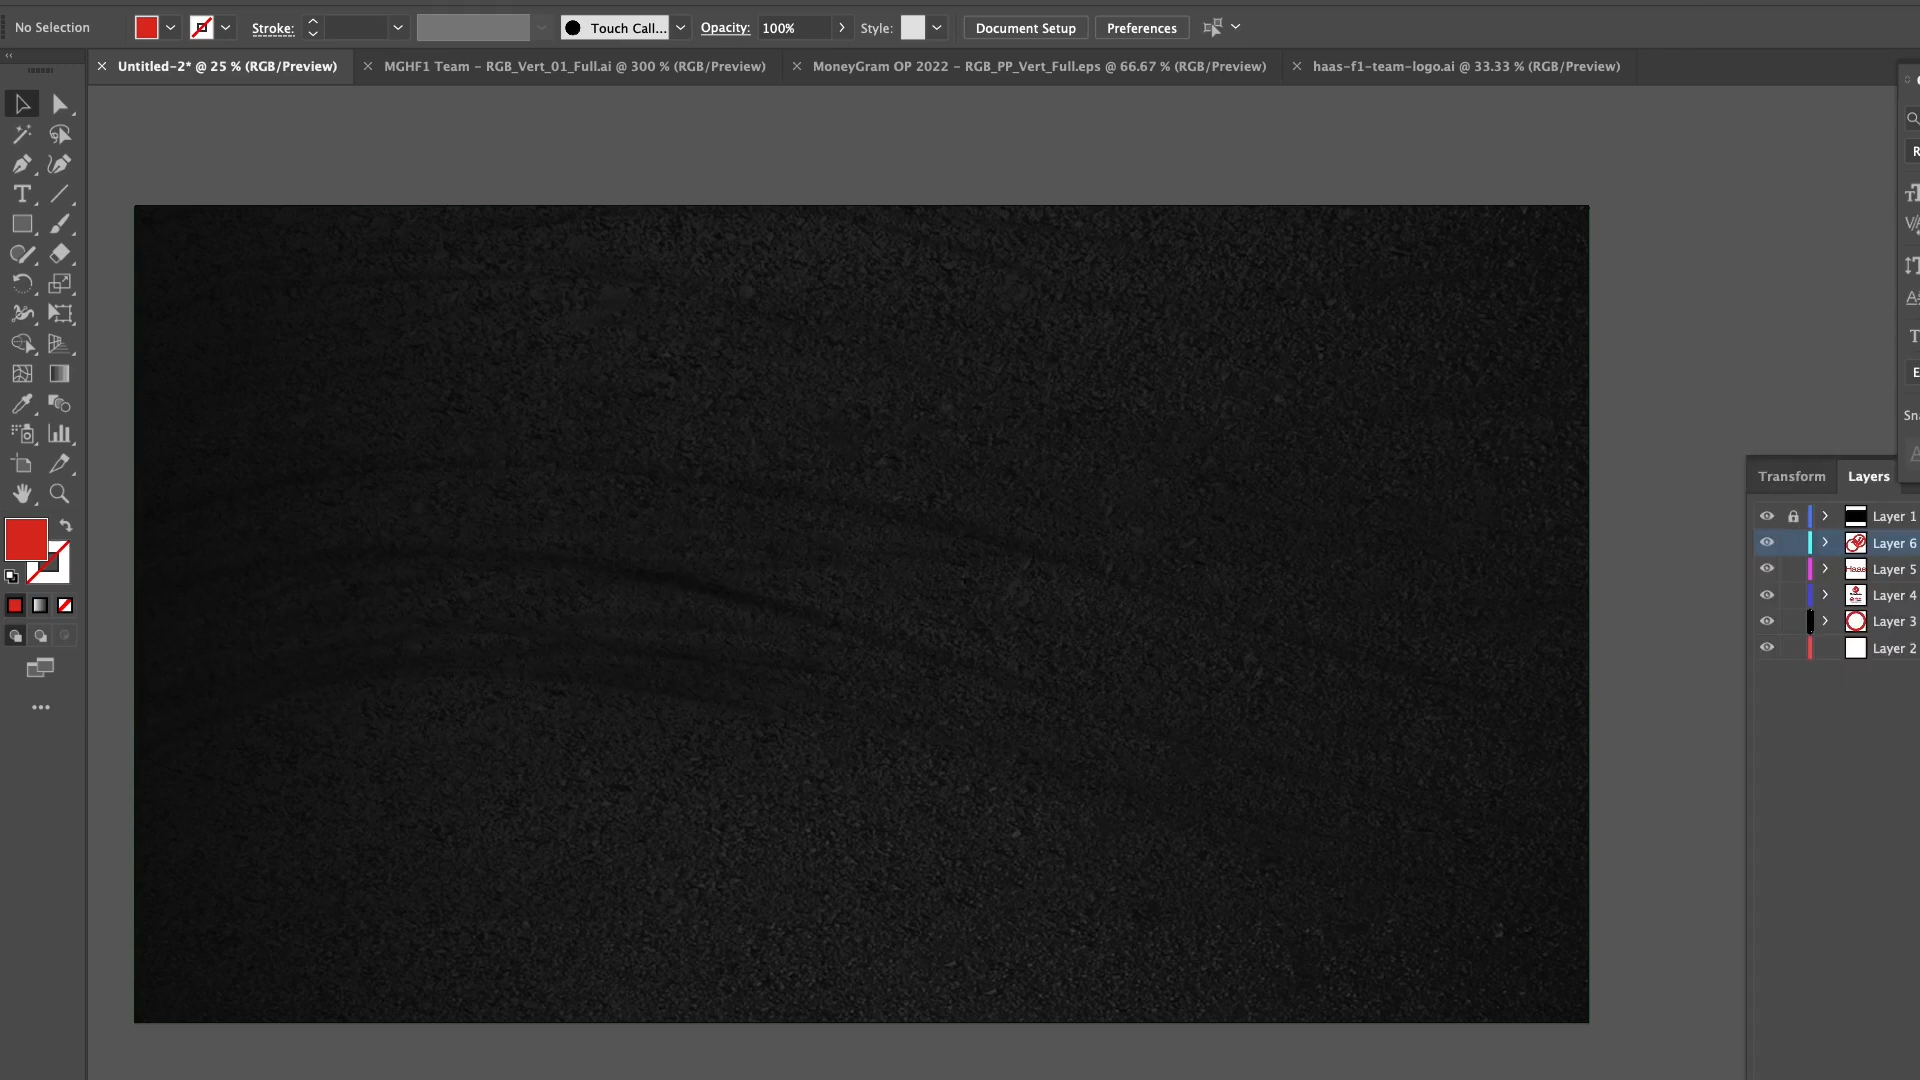 No Selection
Stroke:
Touch Call...
Opacity:
100%
Style:
Document Setup
Preferences
Untitled-2* @ 25 % (RGB/Preview)
MGHF1 Team - RGB_Vert_01_Full.ai @ 300 % (RGB/Preview)
MoneyGram OP 2022 - RGB_PP_Vert_Full.eps @ 66.67 % (RGB/Preview)
haas-f1-team-logo.ai @ 33.33 % (RGB/Preview)
R
Sna
Transform
Layers
Layer 1
Layer 6
Haas
Layer 5
Layer 4
Layer 3
Layer 2